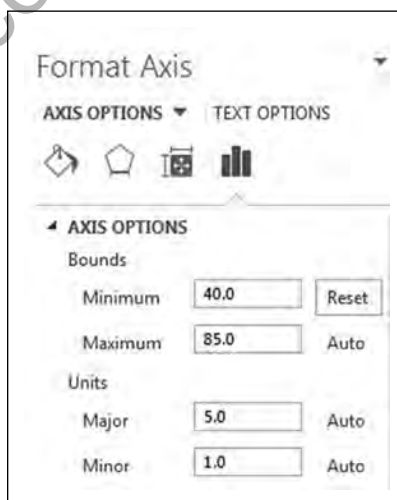 Format Axis
AXIS OPTIONS TEXT OPTIONS
AXIS OPTIONS
Bounds
Minimum 40.0 Reset
Maximum 85.0 Auto
Units
Major 5.0 Auto
Minor 1.0 Auto